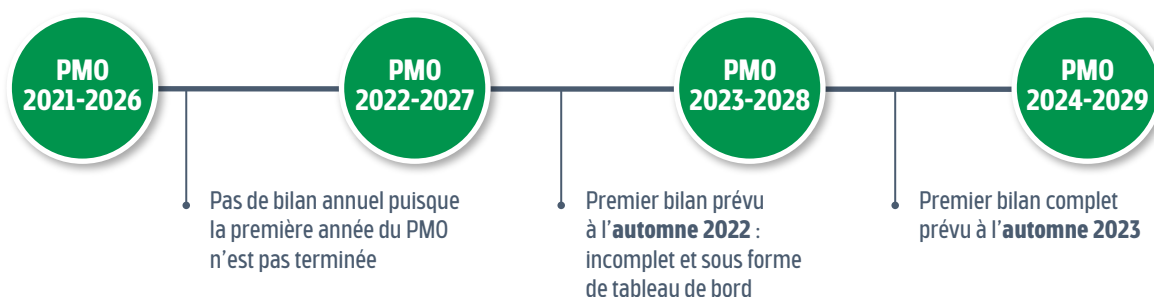 PMO
2021-2026
PMO
2022-2027
PMO
2023-2028
PMO
2024-2029
Pas de bilan annuel puisque
la première année du PMO
n'est pas terminée
Premier bilan prévu
à l'automne 2022 :
incomplet et sous forme
de tableau de bord
Premier bilan complet
prévu à l'automne 2023